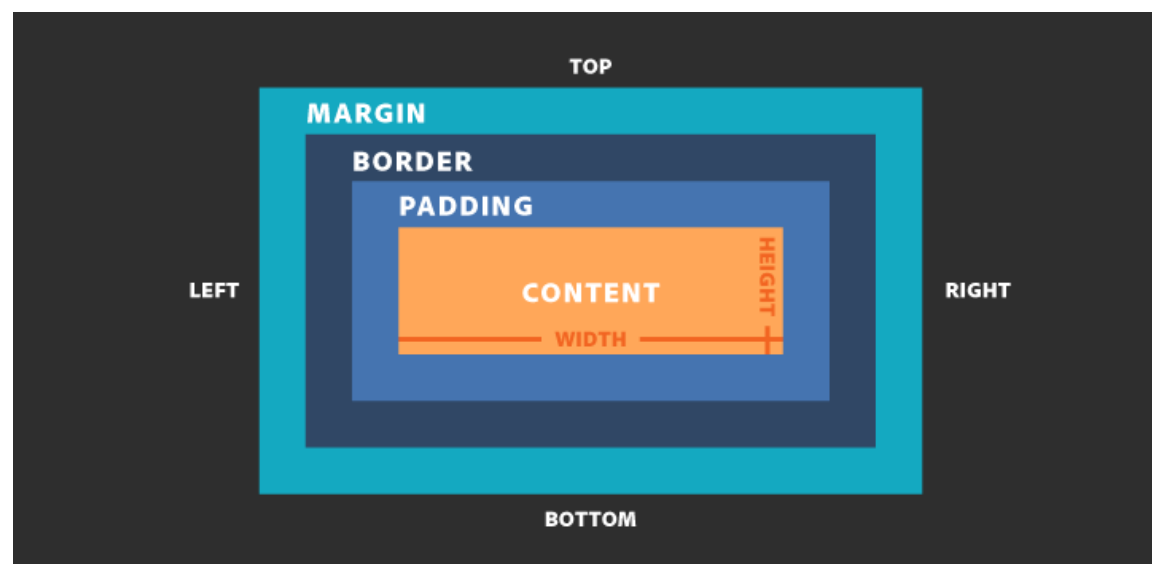 TOP
MARGIN
BORDER
PADDING
HEIGHT
LEFT
CONTENT
RIGHT
WIDTH
BOTTOM